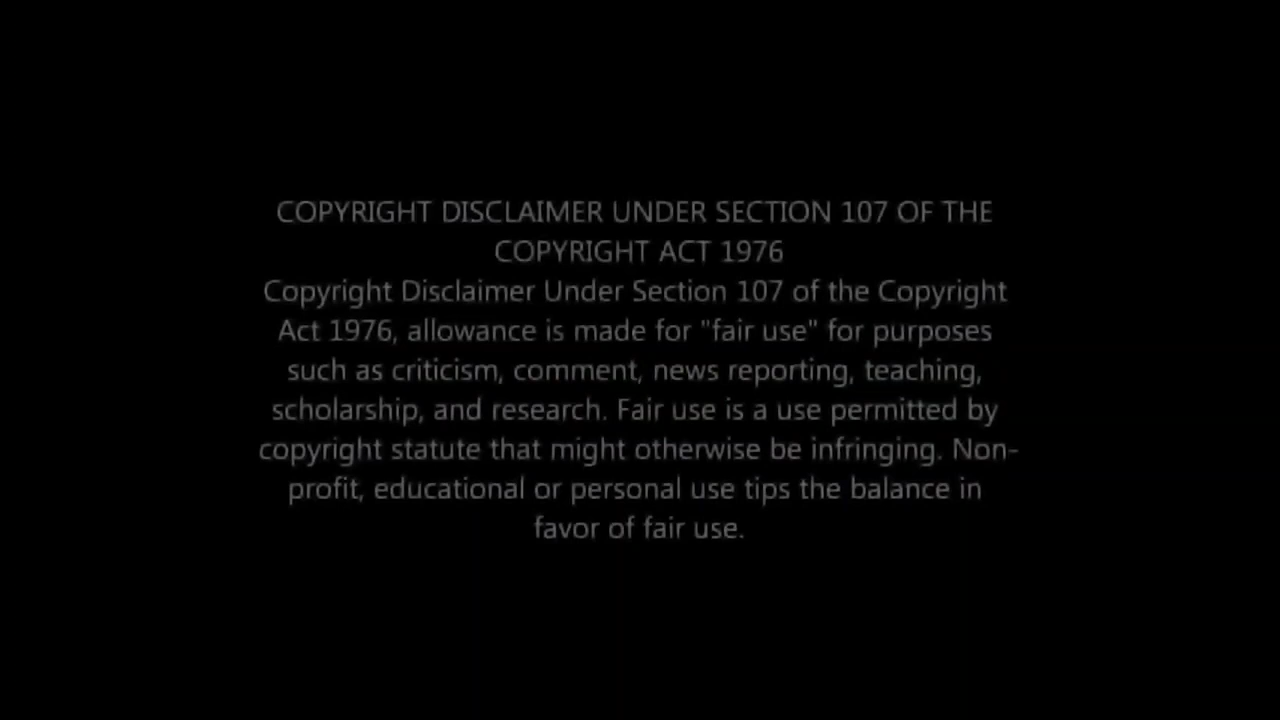 COPYRIGHT DISCLAIMER UNDER SECTION 107 OF THE
COPYRIGHT ACT 1976
Copyright Disclaimer Under Section 107 of the Copyright
Act 1976, allowance is made for "fair use" for purposes
such as criticism, comment, news reporting, teaching,
scholarship, and research. Fair use is a use permitted by
copyright statute that might otherwise be infringing. Non-
profit, educational or personal use tips the balance in
favor of fair use.